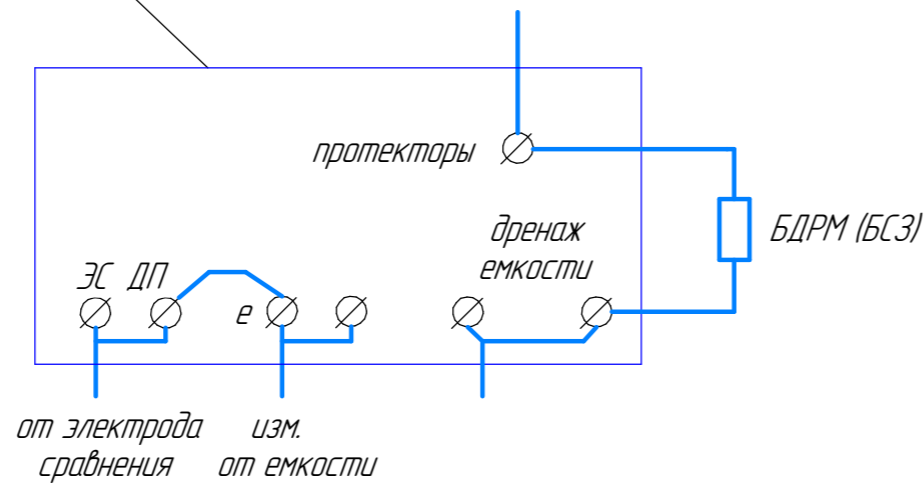 протекторы
дренаж
емкости
БДРМ (БСЗ)
ЭС ДП
е
от электрода
сравнения
изм.
от емкости